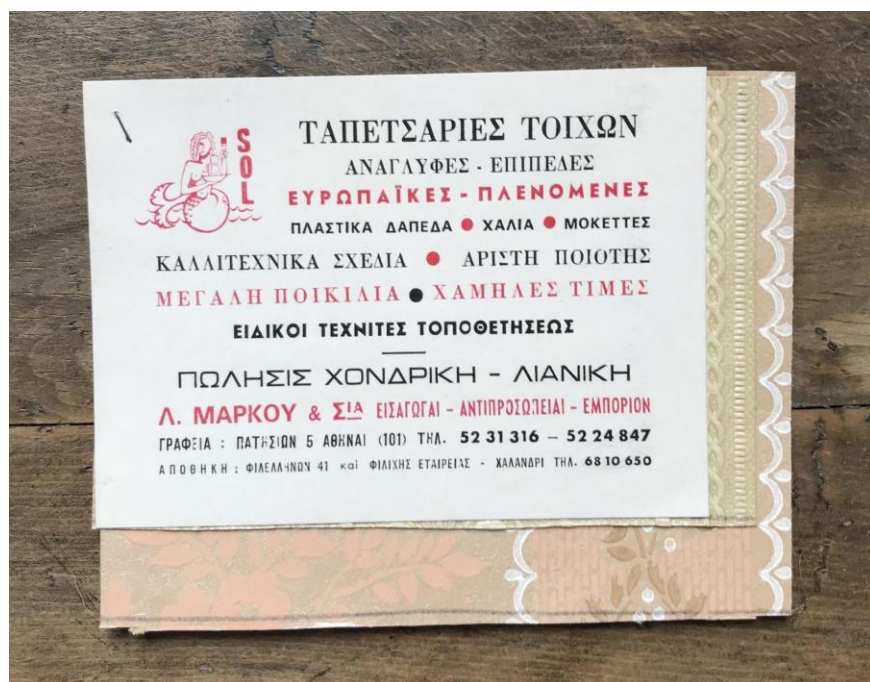 SOL
ΤΑΠΕΤΣΑΡΙΕΣ ΤΟΙΧΩΝ
ΑΝΑΓΛΥΦΕΣ - ΕΠΙΠΕΔΕΣ
ΕΥΡΩΠΑΪΚΕΣ - ΠΛΕΝΟΜΕΝΕΣ
ΠΛΑΣΤΙΚΑ ΔΑΠΕΔΑ ● ΧΑΛΙΑ ● ΜΟΚΕΤΤΕΣ
ΚΑΛΛΙΤΕΧΝΙΚΑ ΣΧΕΔΙΑ ● ΑΡΙΣΤΗ ΠΟΙΟΤΗΣ
ΜΕΓΑΛΗ ΠΟΙΚΙΛΙΑ ● ΧΑΜΗΛΕΣ ΤΙΜΕΣ
ΕΙΔΙΚΟΙ ΤΕΧΝΙΤΕΣ ΤΟΠΟΘΕΤΗΣΕΩΣ
ΠΩΛΗΣΙΣ ΧΟΝΔΡΙΚΗ - ΛΙΑΝΙΚΗ
Λ. ΜΑΡΚΟΥ & ΣΙΑ ΕΙΣΑΓΩΓΑΙ - ΑΝΤΙΠΡΟΣΩΠΕΙΑΙ - ΕΜΠΟΡΙΟΝ
ΓΡΑΦΕΙΑ : ΠΑΤΗΣΙΩΝ 5 ΑΘΗΝΑΙ (101) ΤΗΛ. 52 31 316 - 52 24 847
ΑΠΟΘΗΚΗ : ΦΙΛΕΛΛΗΝΩΝ 41 καί ΦΙΛΙΚΗΣ ΕΤΑΙΡΕΙΑΣ - ΧΑΛΑΝΔΡΙ ΤΗΛ. 68 10 650